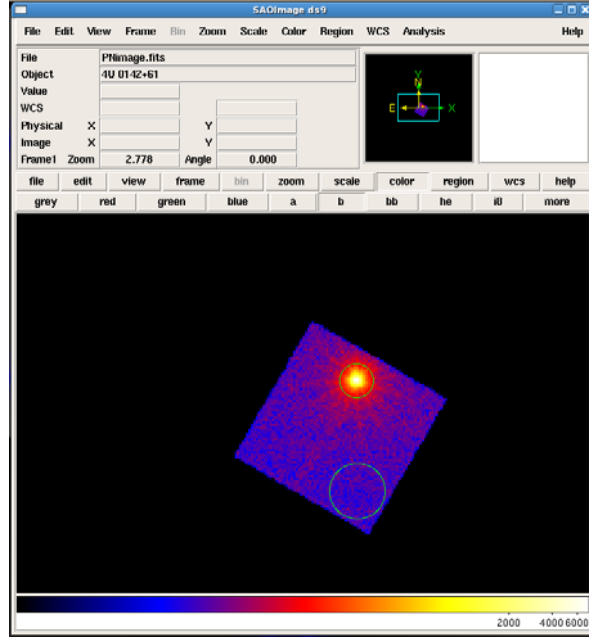 SAOImage ds9
File Edit View Frame Bin Zoom Scale Color Region WCS Analysis Help
File PNimage.fits
Object 4U 0142+61
Value
WCS
Physical X Y
Image X Y
Frame1 Zoom 2.778 Angle 0.000
Y
N
E X
file edit view frame bin zoom scale color region wcs help
grey red green blue a b bb he i8 more
2000 4000 6000